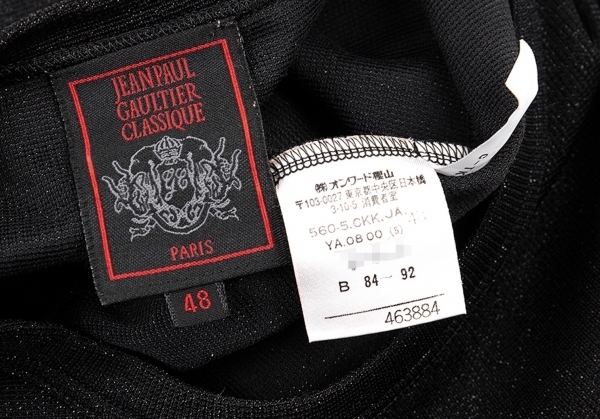 JEAN PAUL
GAULTIER
CLASSIQUE
PARIS
48
㈱オンワード樫山
〒103-0027 東京都中央区日本橋
3-10-5 消費者室
560-5.CKK.JA.
YA.08 00 (S)
B 84～92
463884